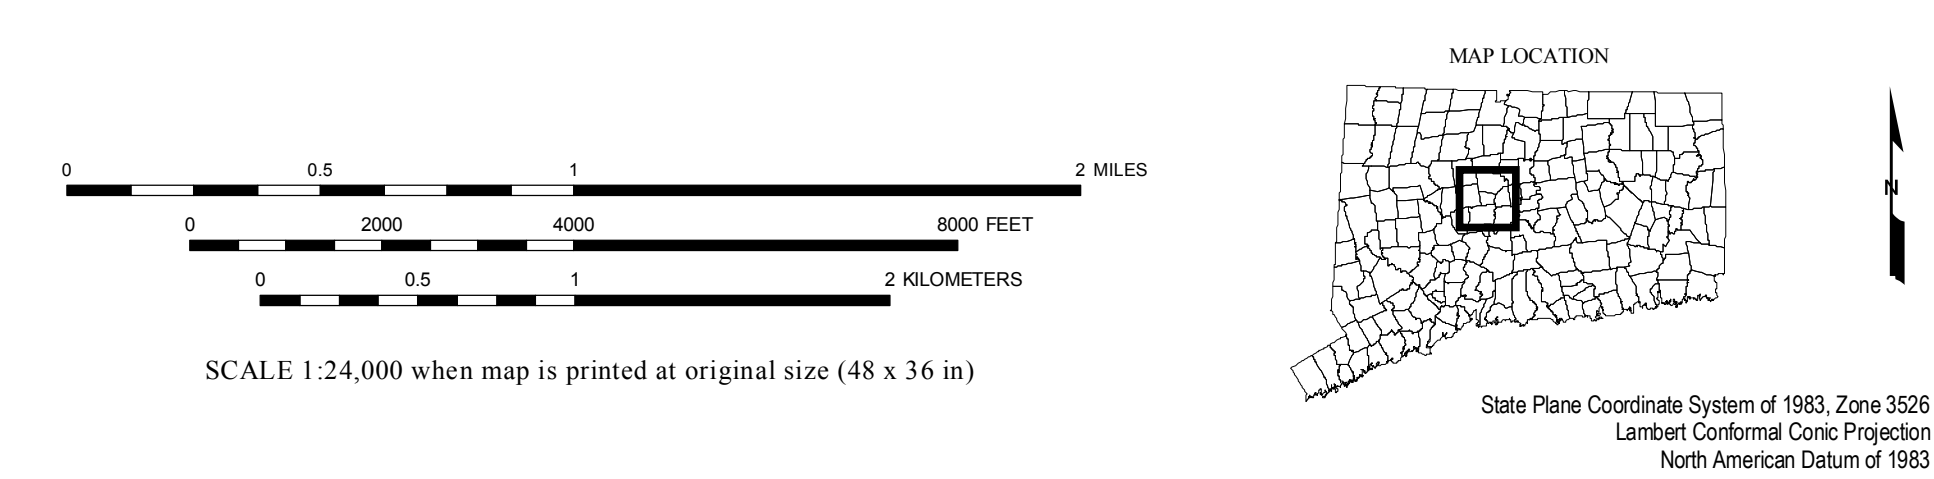 MAP LOCATION
0 0.5 1 2 MILES
0 2000 4000 8000 FEET
0 0.5 1 2 KILOMETERS
SCALE 1:24,000 when map is printed at original size (48 x 36 in)
N
State Plane Coordinate System of 1983, Zone 3526
Lambert Conformal Conic Projection
North American Datum of 1983